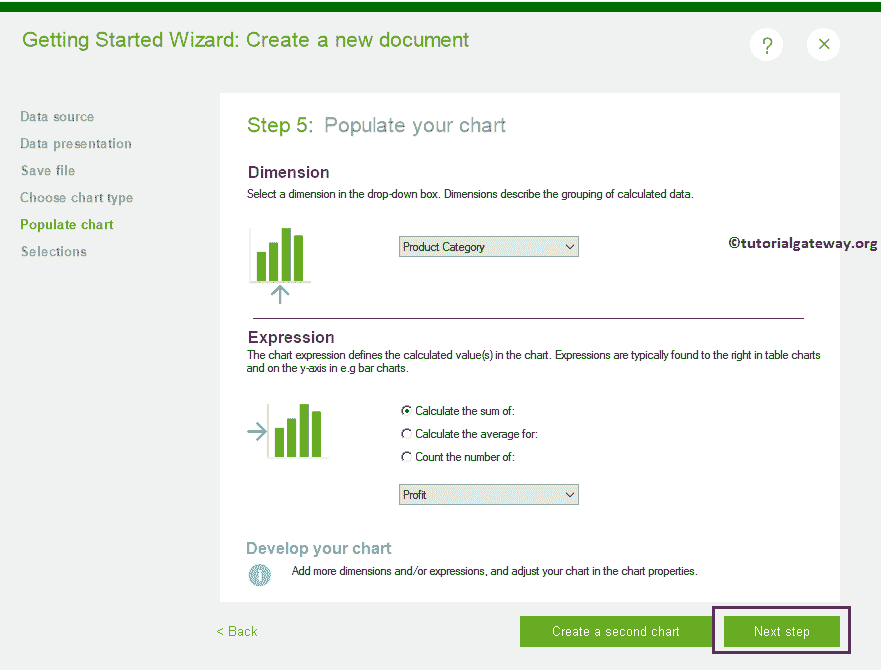 Getting Started Wizard: Create a new document
?
Data source
Data presentation
Save file
Choose chart type
Populate chart
Selections
Step 5: Populate your chart
Dimension
Select a dimension in the drop-down box. Dimensions describe the grouping of calculated data.
Product Category
©tutorialgateway.org
Expression
The chart expression defines the calculated value(s) in the chart. Expressions are typically found to the right in table charts
and on the y-axis in e.g bar charts.
Calculate the sum of:
Calculate the average for:
Count the number of:
Profit
Develop your chart
Add more dimensions and/or expressions, and adjust your chart in the chart properties.
< Back
Create a second chart
Next step